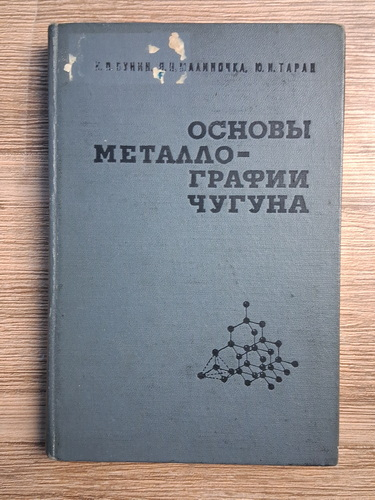 К. П. БУНИН, Я. Н. МАЛИНОЧКА, Ю. Н. ТАРАН
ОСНОВЫ
МЕТАЛЛО-
ГРАФИИ
ЧУГУНА